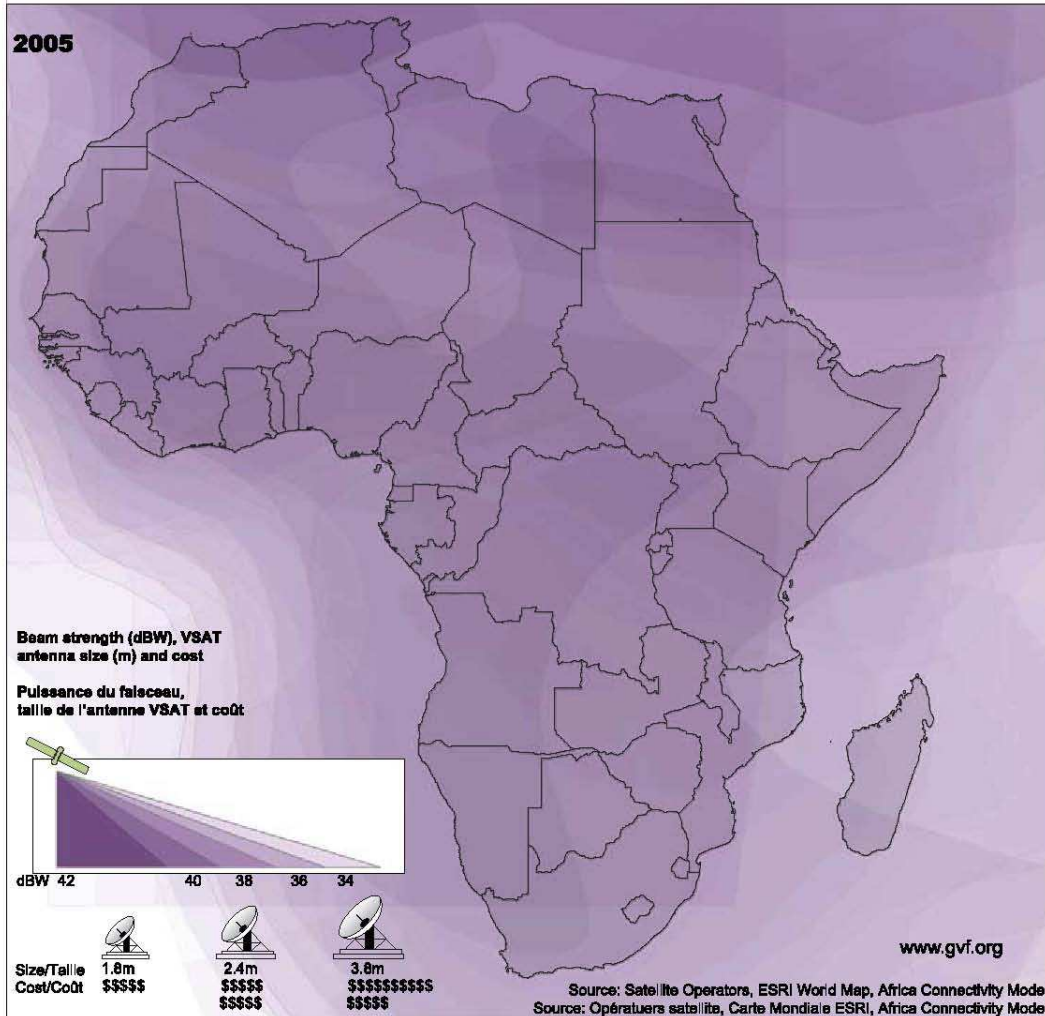 2005
Beam strength (dBW), VSAT
antenna size (m) and cost
Puissance du faisceau,
taille de l'antenne VSAT et coût
dBW 42 40 38 36 34
Size/Taille 1.8m 2.4m 3.8m
Cost/Coût $$$$$ $$$$$ $$$$$$$$$$
$$$$$ $$$$$
www.gvf.org
Source: Satellite Operators, ESRI World Map, Africa Connectivity Mode
Source: Opératuers satellite, Carte Mondiale ESRI, Africa Connectivity Mode